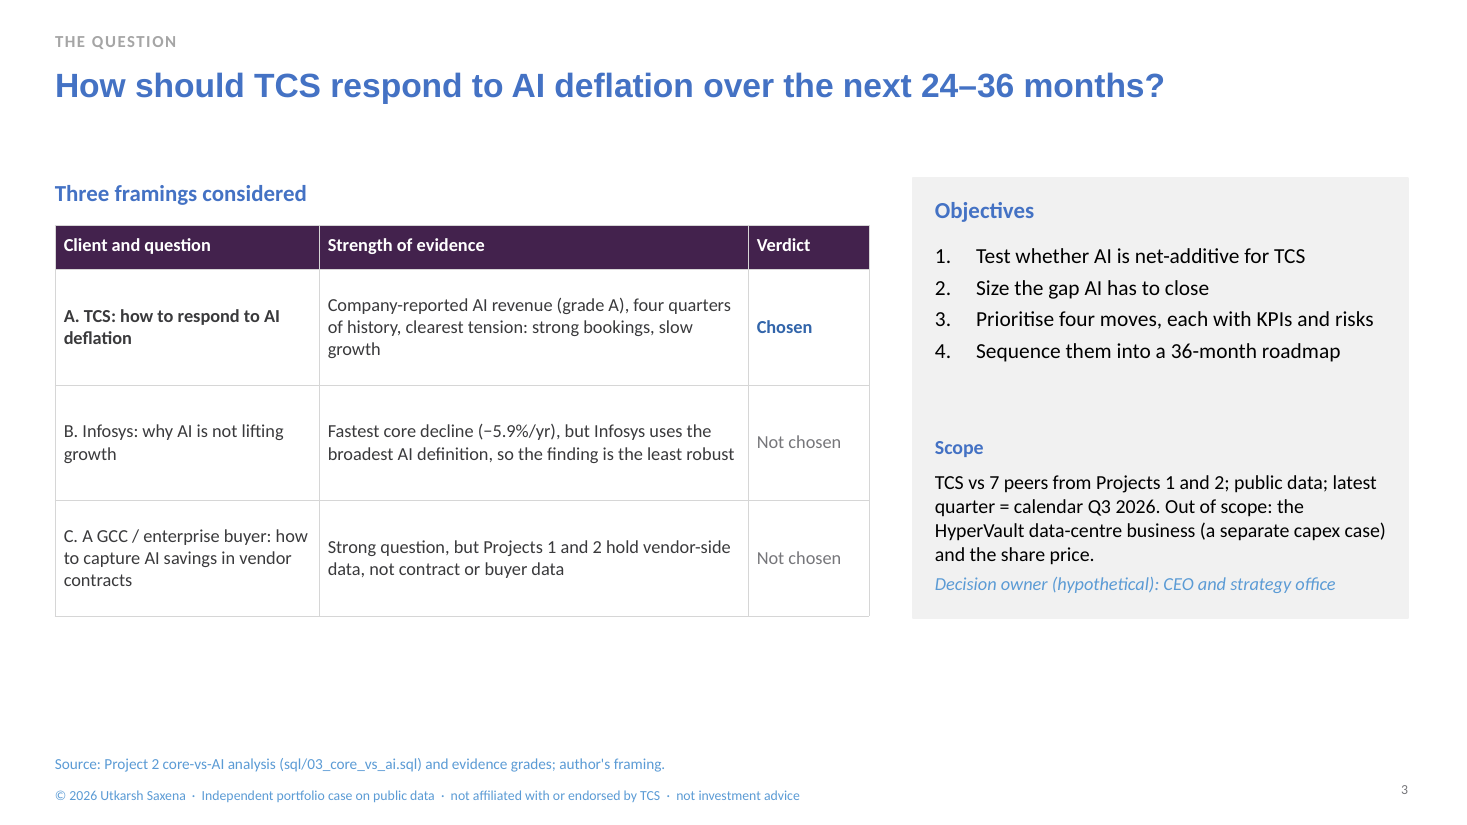 THE QUESTION
How should TCS respond to AI deflation over the next 24–36 months?
Three framings considered
Client and question
Strength of evidence
Verdict
A. TCS: how to respond to AI
deflation
Company-reported AI revenue (grade A), four quarters
of history, clearest tension: strong bookings, slow
growth
Chosen
B. Infosys: why AI is not lifting
growth
Fastest core decline (−5.9%/yr), but Infosys uses the
broadest AI definition, so the finding is the least robust
Not chosen
C. A GCC / enterprise buyer: how
to capture AI savings in vendor
contracts
Strong question, but Projects 1 and 2 hold vendor-side
data, not contract or buyer data
Not chosen
Objectives
1. Test whether AI is net-additive for TCS
2. Size the gap AI has to close
3. Prioritise four moves, each with KPIs and risks
4. Sequence them into a 36-month roadmap
Scope
TCS vs 7 peers from Projects 1 and 2; public data; latest
quarter = calendar Q3 2026. Out of scope: the
HyperVault data-centre business (a separate capex case)
and the share price.
Decision owner (hypothetical): CEO and strategy office
Source: Project 2 core-vs-AI analysis (sql/03_core_vs_ai.sql) and evidence grades; author's framing.
© 2026 Utkarsh Saxena · Independent portfolio case on public data · not affiliated with or endorsed by TCS · not investment advice
3